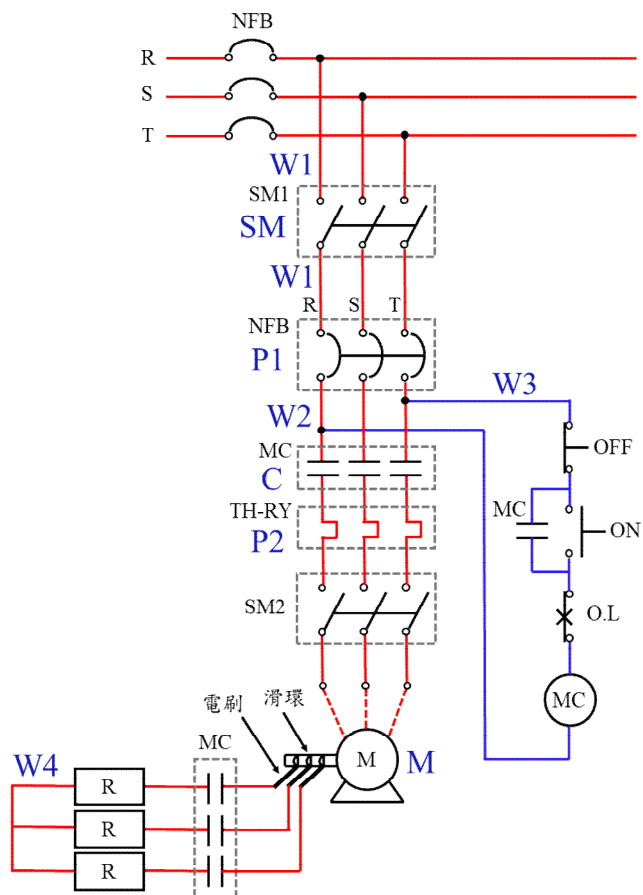 NFB
R
S
T
W1
SM1
SM
W1
R S T
NFB
P1
W3
W2
OFF
MC
C
MC
TH-RY
ON
P2
SM2
O.L
MC
滑環
電刷
MC
M
M
W4
R
R
R